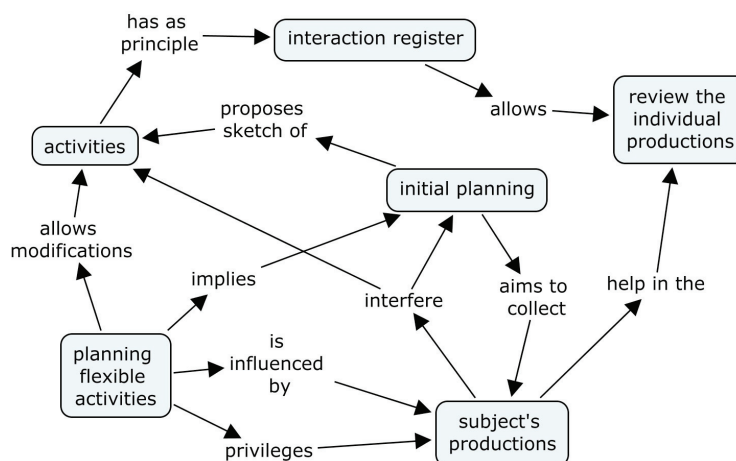 has as
principle
interaction register
review the
individual
productions
allows
proposes
sketch of
activities
initial planning
allows
modifications
implies
interfere
aims to
collect
help in the
planning
flexible
activities
is
influenced
by
subject's
productions
privileges